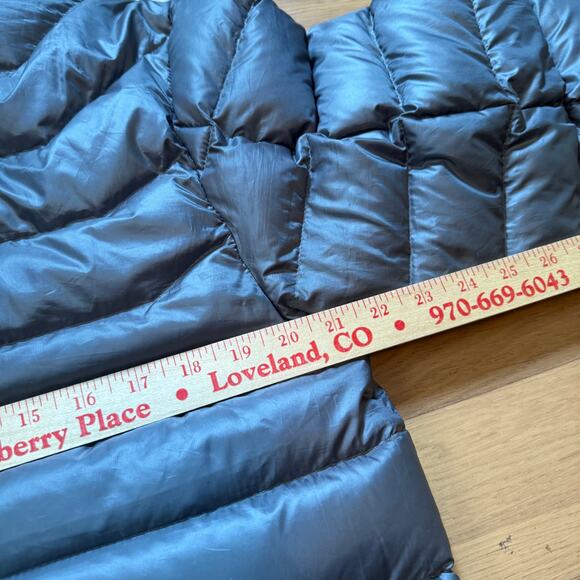 15 16 17 18 19 20 21 22 23 24 25 26
berry Place • Loveland, CO • 970-669-6043